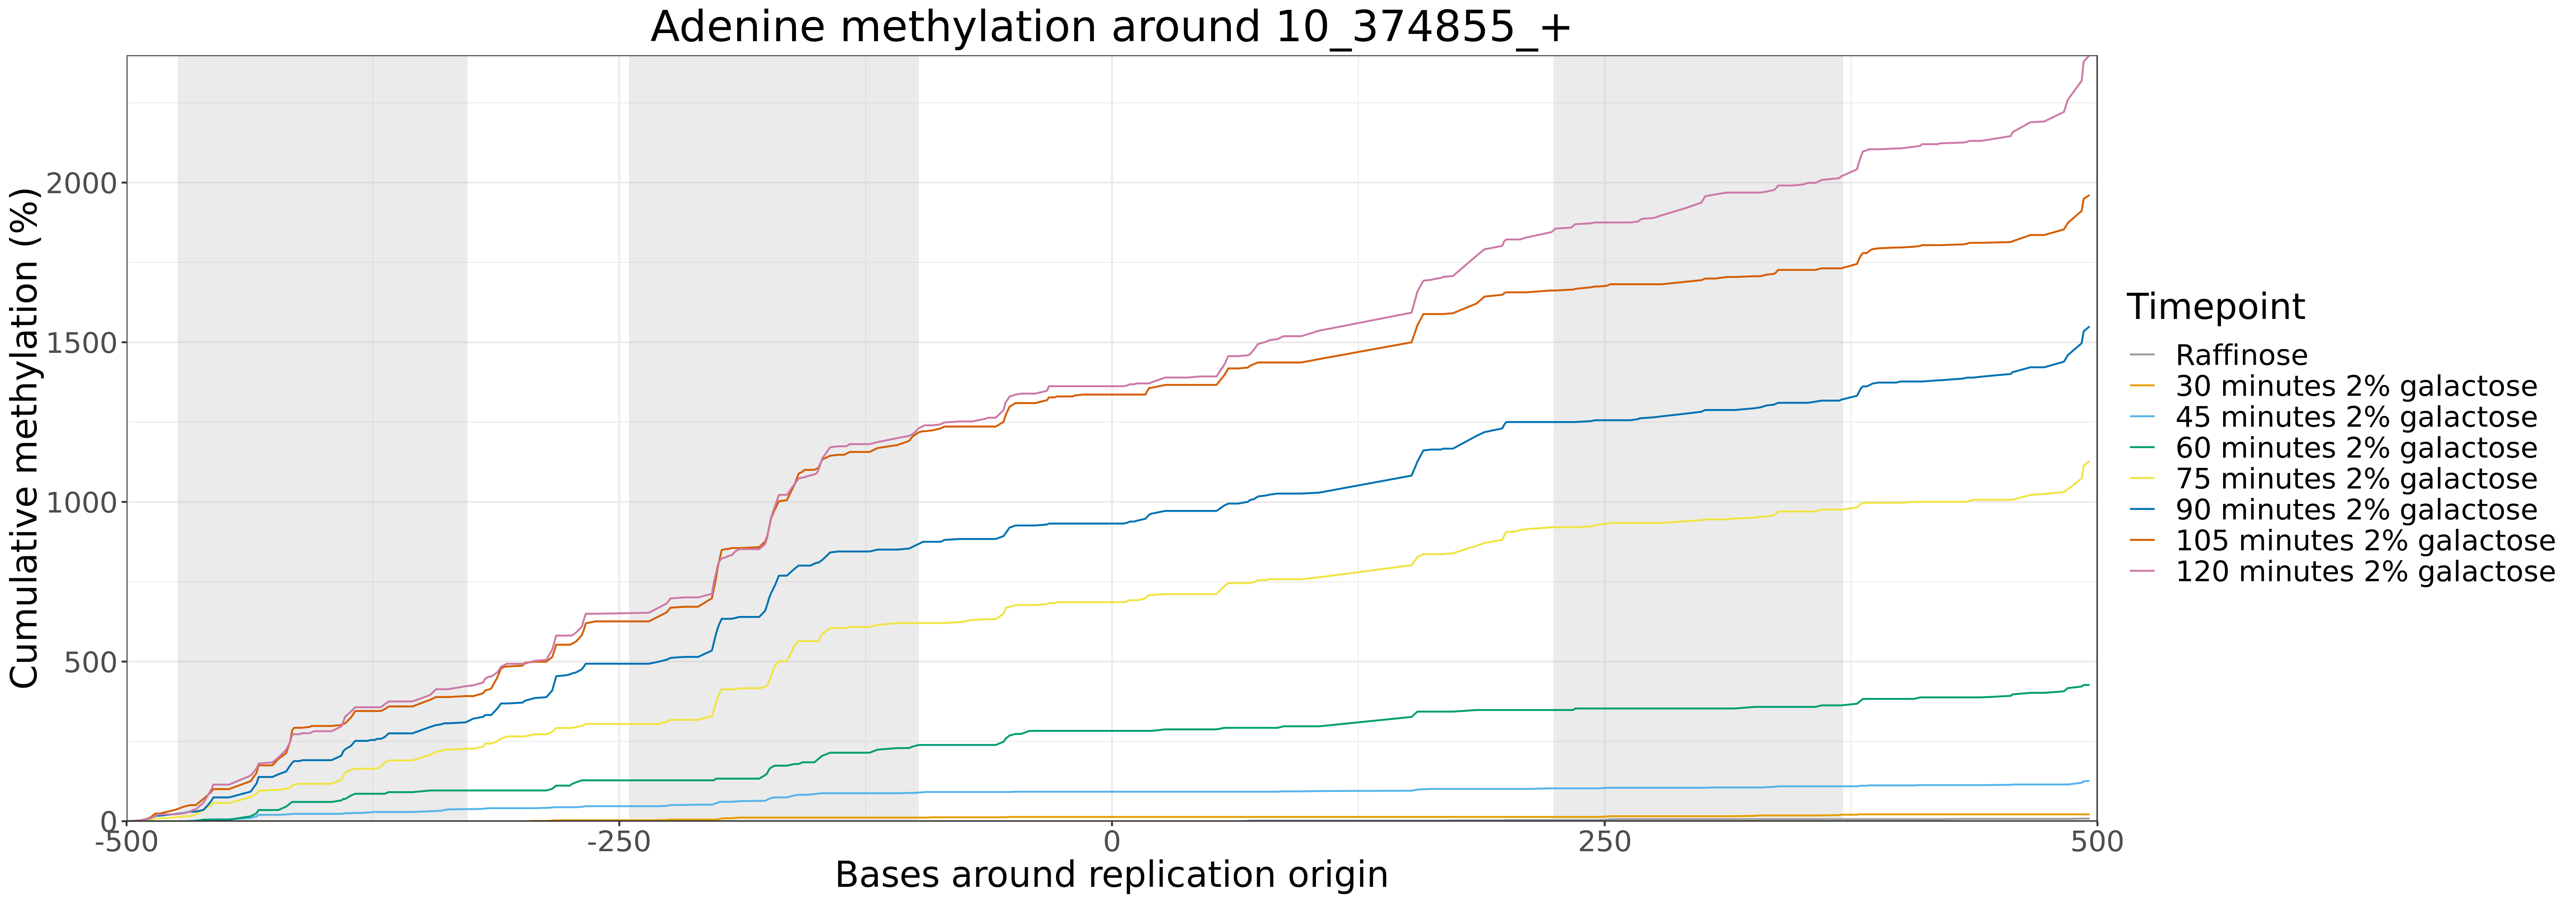 Adenine methylation around 10_374855_+
Cumulative methylation (%)
2000
1500
1000
500
0
-500
-250
0
250
500
Bases around replication origin
Timepoint
Raffinose
30 minutes 2% galactose
45 minutes 2% galactose
60 minutes 2% galactose
75 minutes 2% galactose
90 minutes 2% galactose
105 minutes 2% galactose
120 minutes 2% galactose